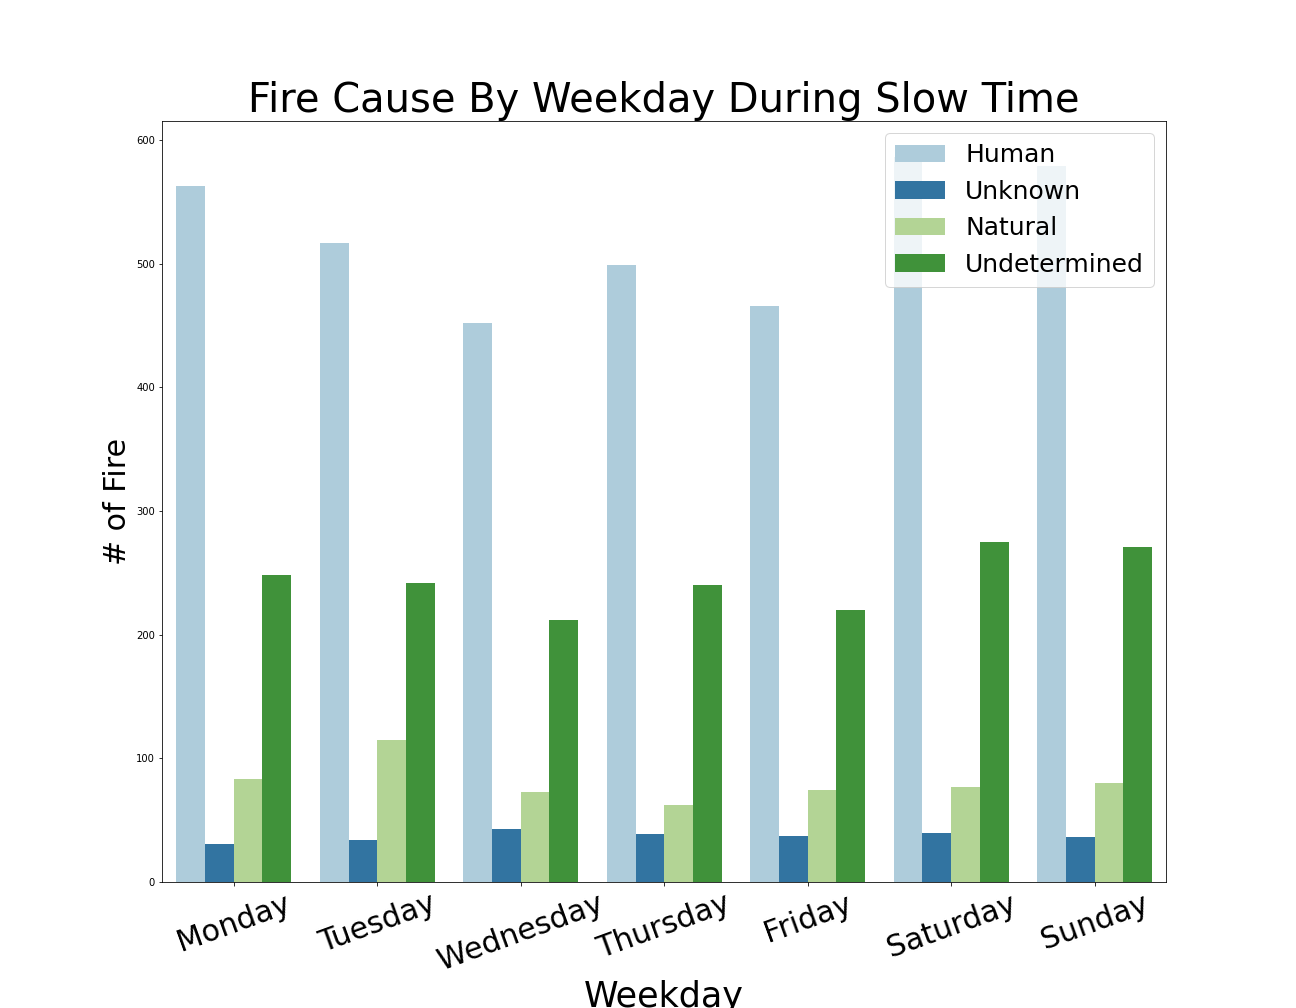 Fire Cause By Weekday During Slow Time
Human
Unknown
Natural
Undetermined
600
500
400
300
200
100
0
# of Fire
Monday
Tuesday
Wednesday
Thursday
Friday
Saturday
Sunday
Weekday